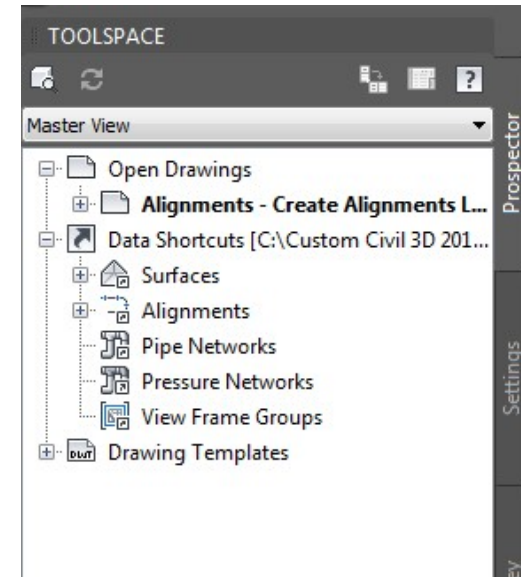 TOOLSPACE
?
Master View
Open Drawings
Alignments - Create Alignments L...
Data Shortcuts [C:\Custom Civil 3D 201...
Surfaces
Alignments
Pipe Networks
Pressure Networks
View Frame Groups
DWT Drawing Templates
Prospector
Settings